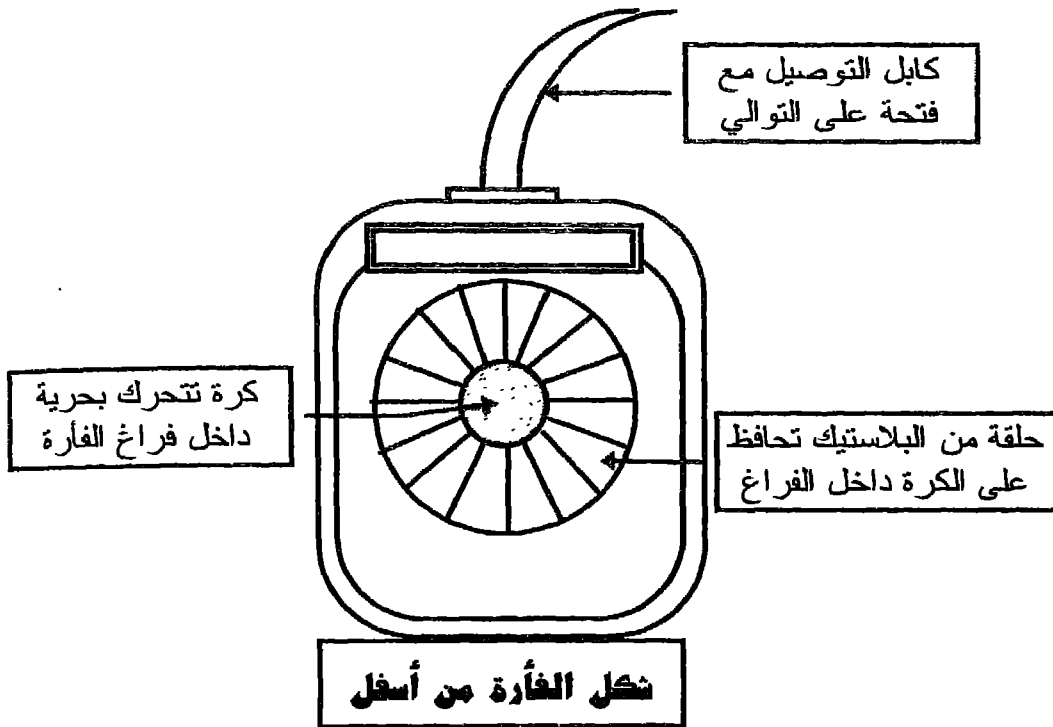 كابل التوصيل مع
فتحة على التوالي
كرة تتحرك بحرية
داخل فراغ الفأرة
حلقة من البلاستيك تحافظ
على الكرة داخل الفراغ
شكل الفأرة من أسفل